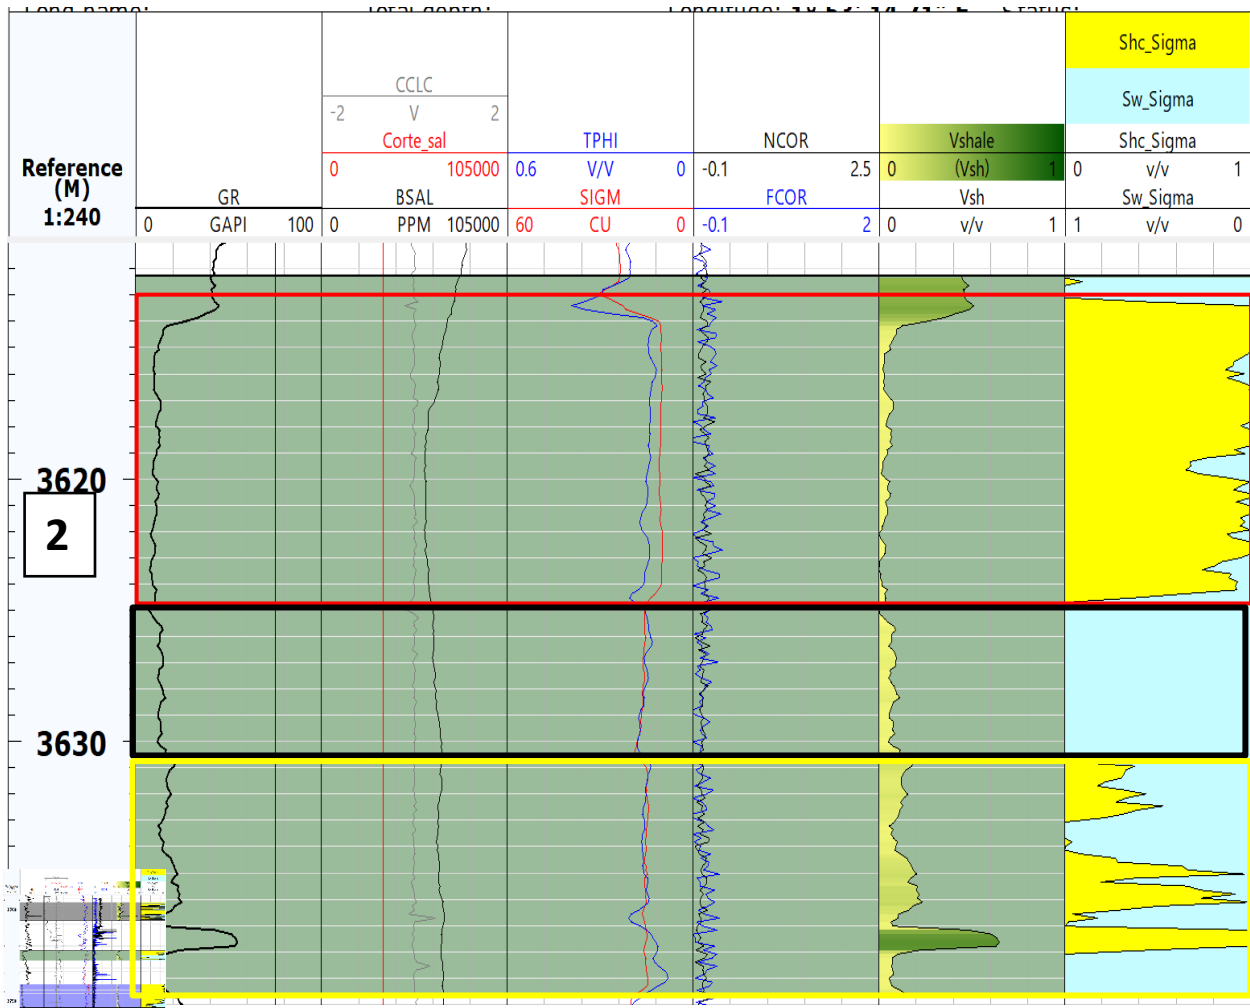 Shc_Sigma
CCLC
Sw_Sigma
-2 V 2
Corte_sal TPHI NCOR Vshale Shc_Sigma
Reference 0 105000 0.6 V/V 0 -0.1 2.5 0 (Vsh) 1 0 v/v 1
(M) GR BSAL SIGM FCOR Vsh Sw_Sigma
1:240 0 GAPI 100 0 PPM 105000 60 CU 0 -0.1 2 0 v/v 1 1 v/v 0
3620
2
3630